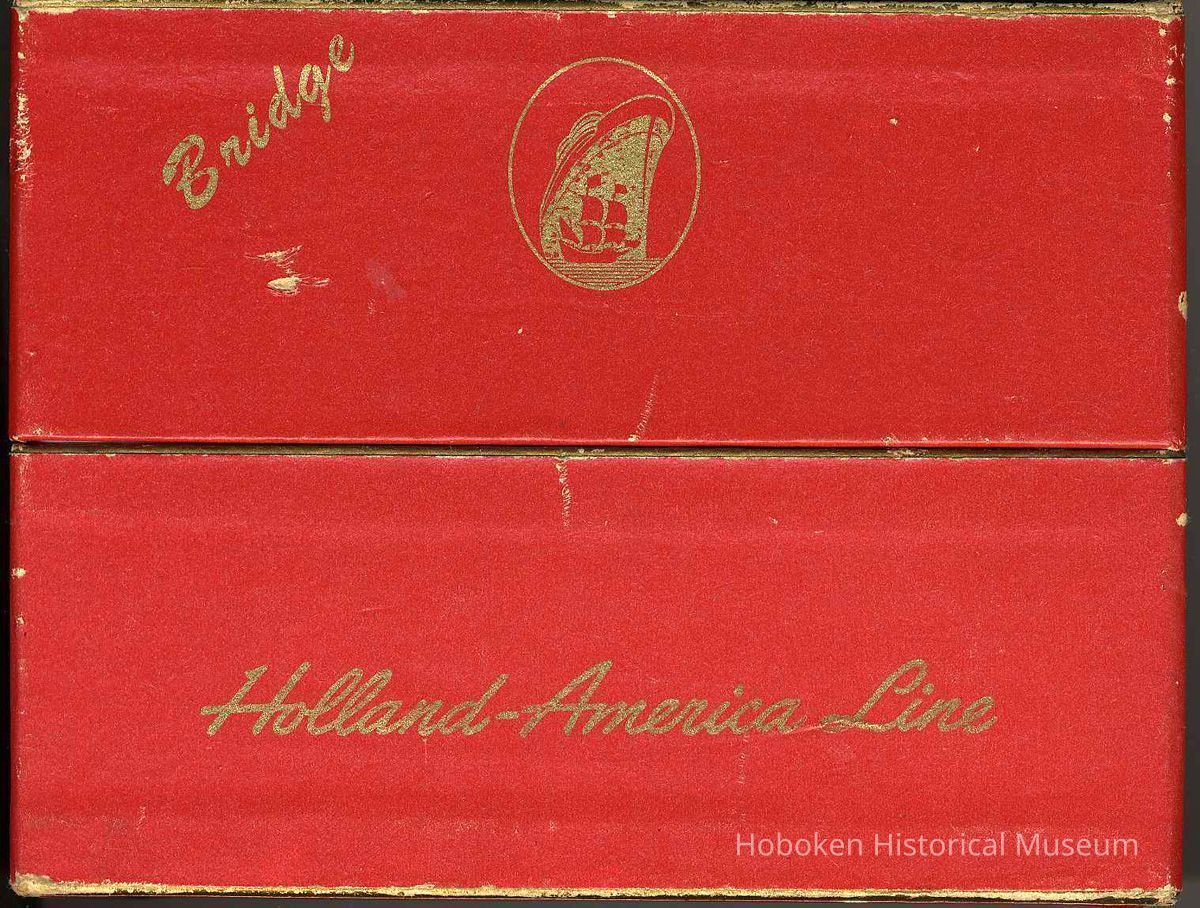 Bridge
Holland-America Line
Hoboken Historical Museum